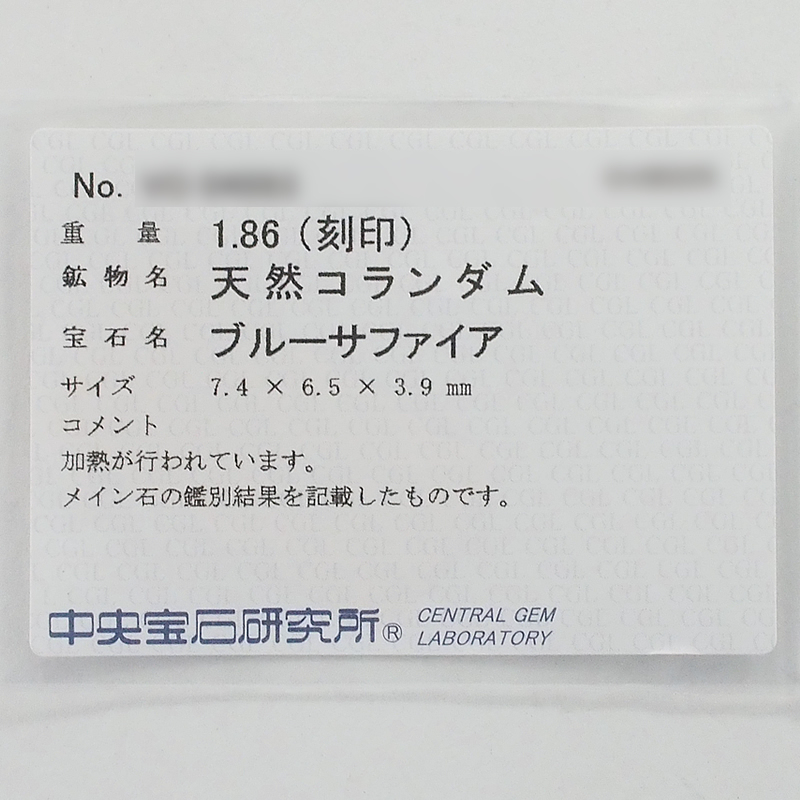 No.
重量 1.86 (刻印)
鉱物名 天然コランダム
宝石名 ブルーサファイア
サイズ 7.4 × 6.5 × 3.9 mm
コメント
加熱が行われています。
メイン石の鑑別結果を記載したものです。
中央宝石研究所® CENTRAL GEM
LABORATORY